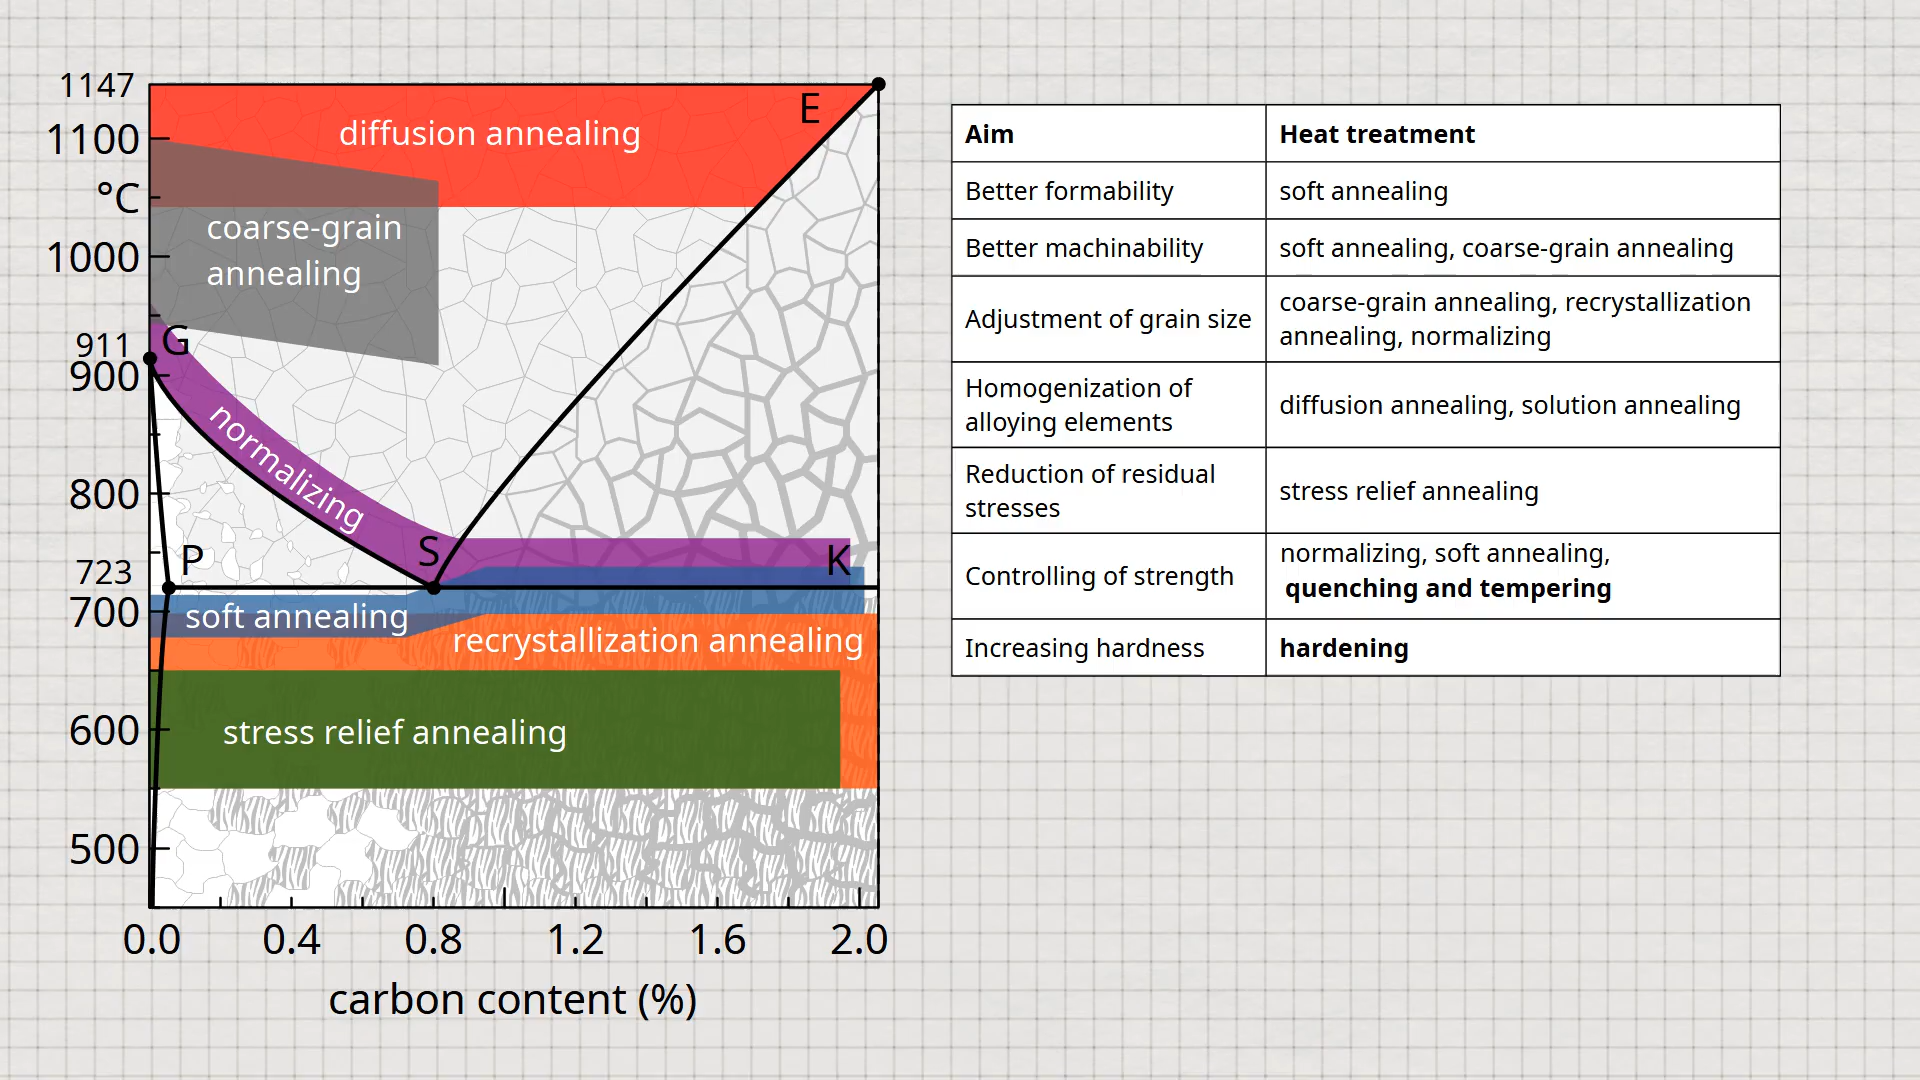 1147
E
diffusion annealing
1100
°C
coarse-grain
annealing
1000
G
911
900
normalizing
800
S
P
K
723
700
soft annealing
recrystallization annealing
stress relief annealing
600
500
0.0 0.4 0.8 1.2 1.6 2.0
carbon content (%)
Aim Heat treatment
Better formability soft annealing
Better machinability soft annealing, coarse-grain annealing
Adjustment of grain size coarse-grain annealing, recrystallization
annealing, normalizing
Homogenization of
alloying elements
diffusion annealing, solution annealing
Reduction of residual
stresses
stress relief annealing
Controlling of strength normalizing, soft annealing,
quenching and tempering
Increasing hardness hardening